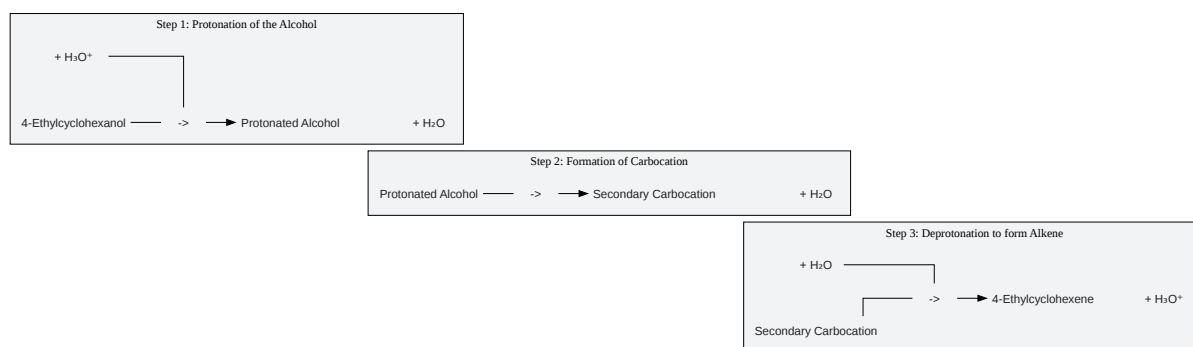 Step 1: Protonation of the Alcohol
+ H₃O⁺
4-Ethylcyclohexanol -> Protonated Alcohol + H₂O
Step 2: Formation of Carbocation
Protonated Alcohol -> Secondary Carbocation + H₂O
Step 3: Deprotonation to form Alkene
+ H₂O
-> 4-Ethylcyclohexene + H₃O⁺
Secondary Carbocation